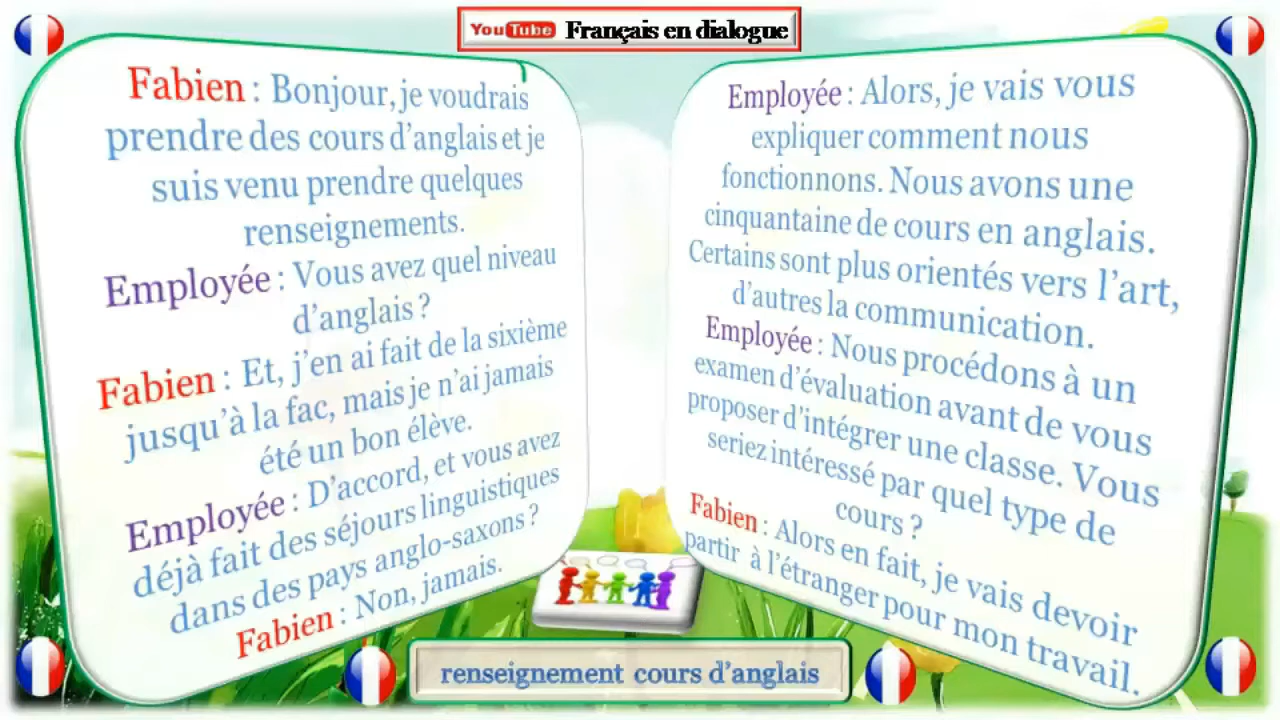 YouTube Français en dialogue
Fabien : Bonjour, je voudrais
prendre des cours d'anglais et je
suis venu prendre quelques
renseignements.
Employée : Vous avez quel niveau
d'anglais ?
Fabien : Et, j'en ai fait de la sixième
jusqu'à la fac, mais je n'ai jamais
été un bon élève.
Employée : D'accord, et vous avez
déjà fait des séjours linguistiques
dans des pays anglo-saxons ?
Fabien : Non, jamais.
Employée : Alors, je vais vous
expliquer comment nous
fonctionnons. Nous avons une
cinquantaine de cours en anglais.
Certains sont plus orientés vers l'art,
d'autres la communication.
Employée : Nous procédons à un
examen d'évaluation avant de vous
proposer d'intégrer une classe. Vous
seriez intéressé par quel type de
cours ?
Fabien : Alors en fait, je vais devoir
partir à l'étranger pour mon travail.
renseignement cours d'anglais